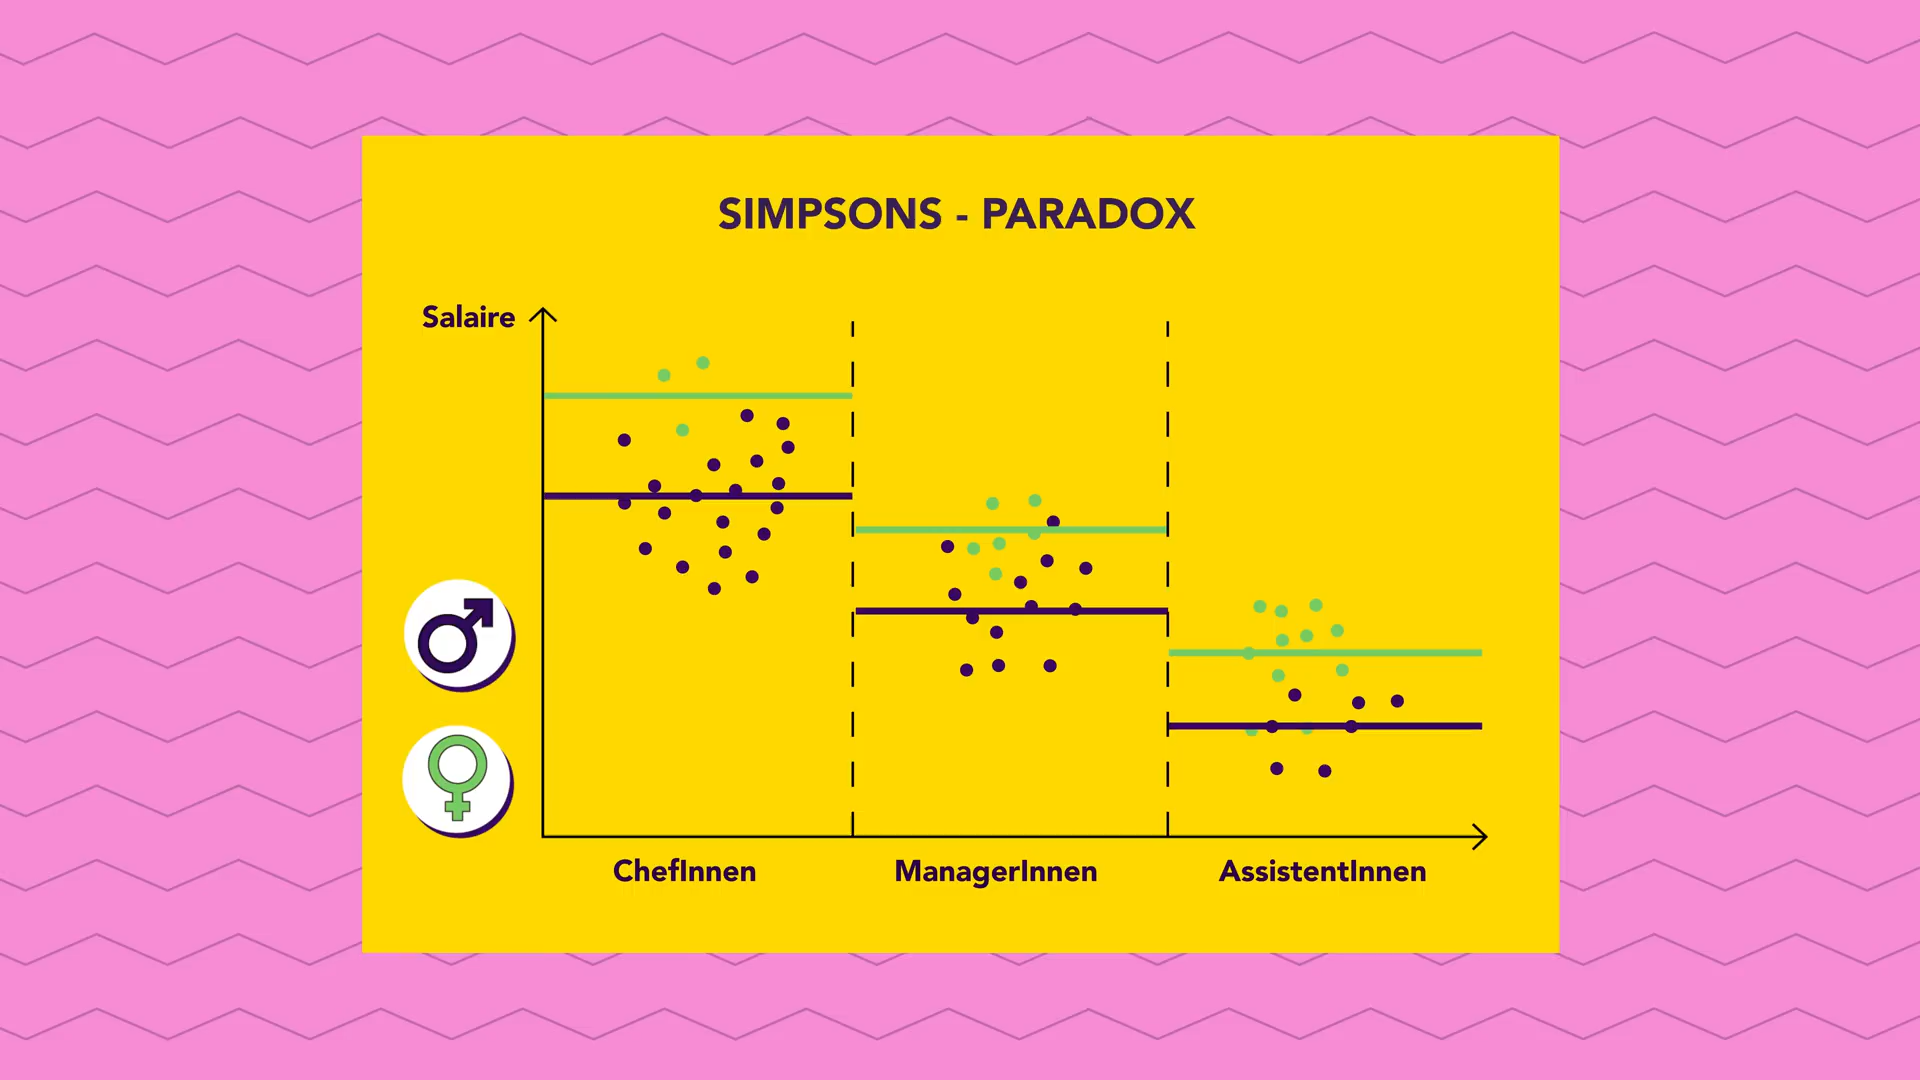 SIMPSONS - PARADOX
Salaire
ChefInnen
ManagerInnen
AssistentInnen